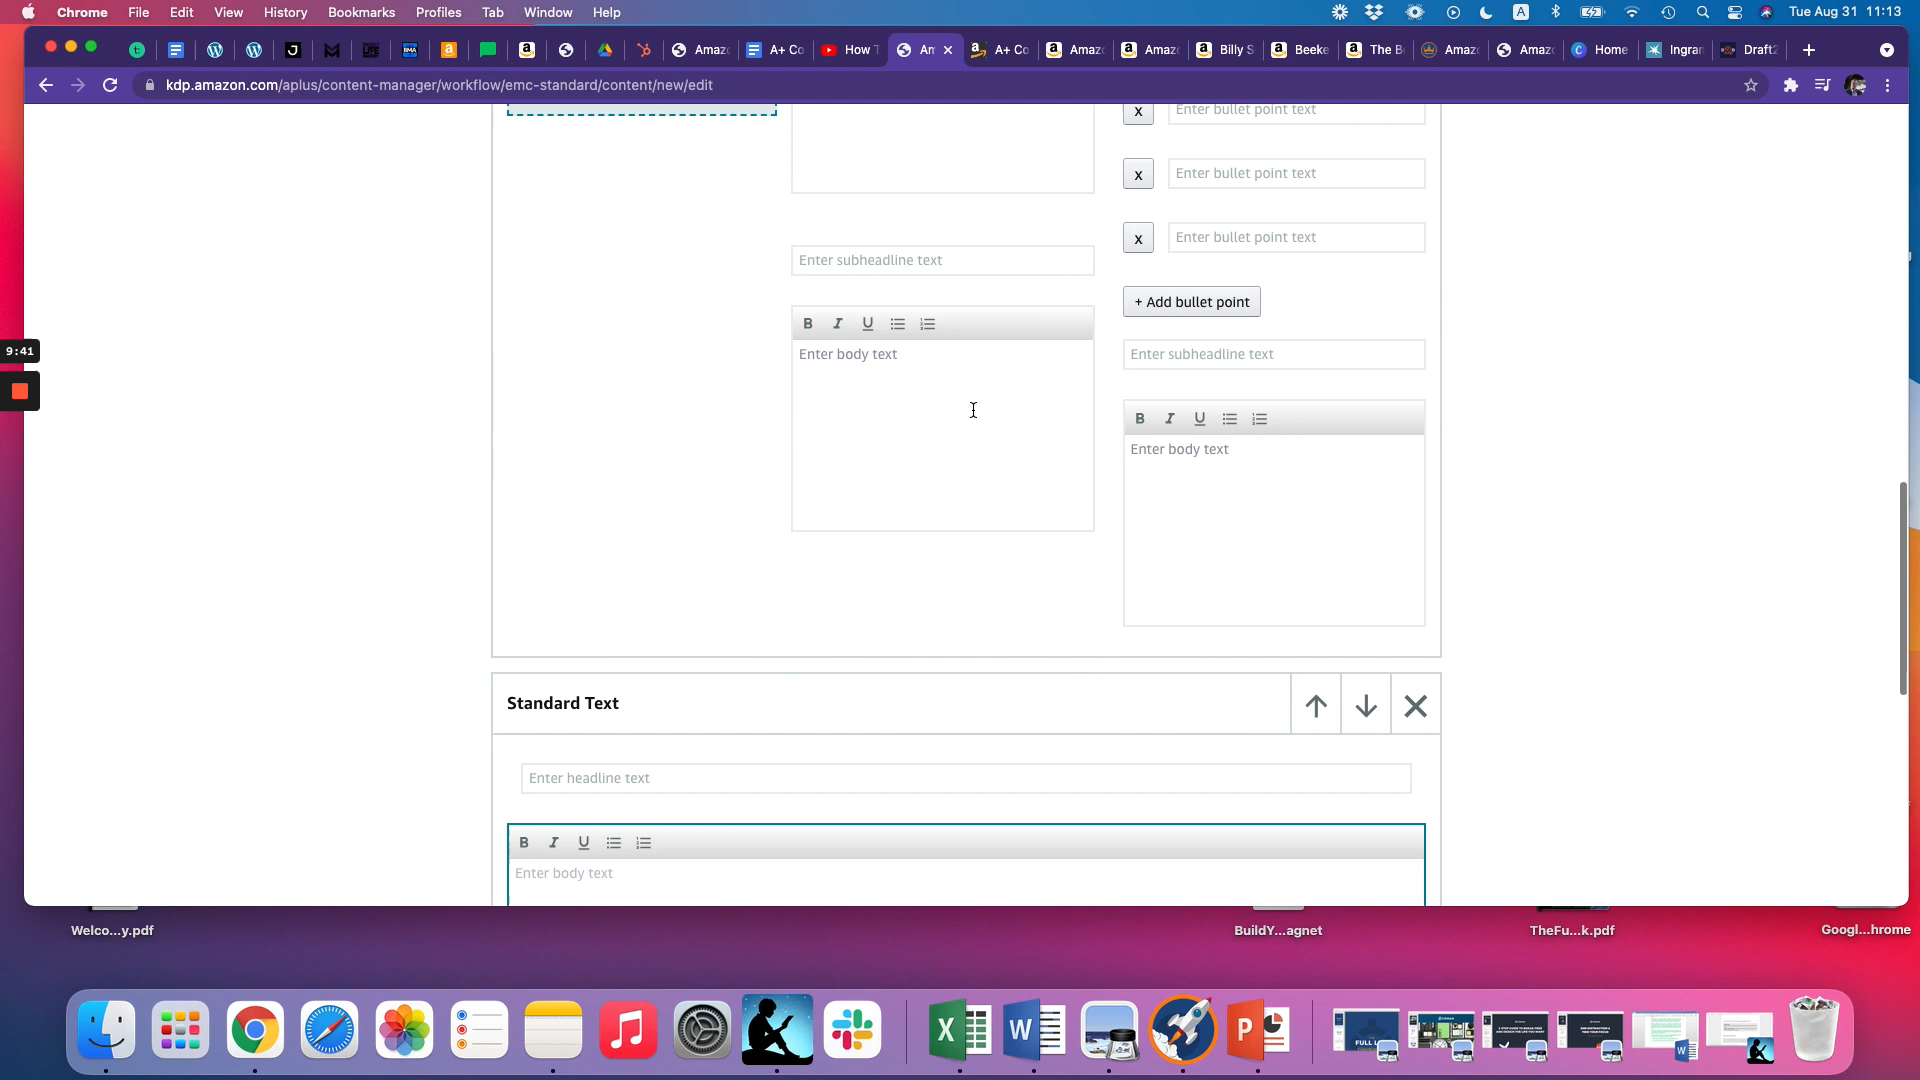 Chrome File Edit View History Bookmarks Profiles Tab Window Help
Tue Aug 31 11:13
Amaz A+ Co How T Am A+ Co Amaz Amaz Billy S Beeke The B Amaz Amaz Home Ingran Draft2
kdp.amazon.com/aplus/content-manager/workflow/emc-standard/content/new/edit
x Enter bullet point text
x Enter bullet point text
x Enter bullet point text
Enter subheadline text
+ Add bullet point
B I U
9:41
Enter body text
Enter subheadline text
B I U
Enter body text
Standard Text
Enter headline text
B I U
Enter body text
Welco...y.pdf
BuildY...agnet
TheFu...k.pdf
Googl...hrome